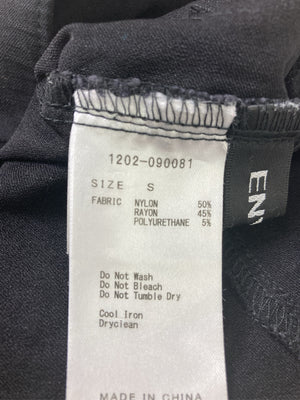 1202-090081
SIZE S
FABRIC NYLON 50%
RAYON 45%
POLYURETHANE 5%
Do Not Wash
Do Not Bleach
Do Not Tumble Dry
Cool Iron
Dryclean
MADE IN CHINA